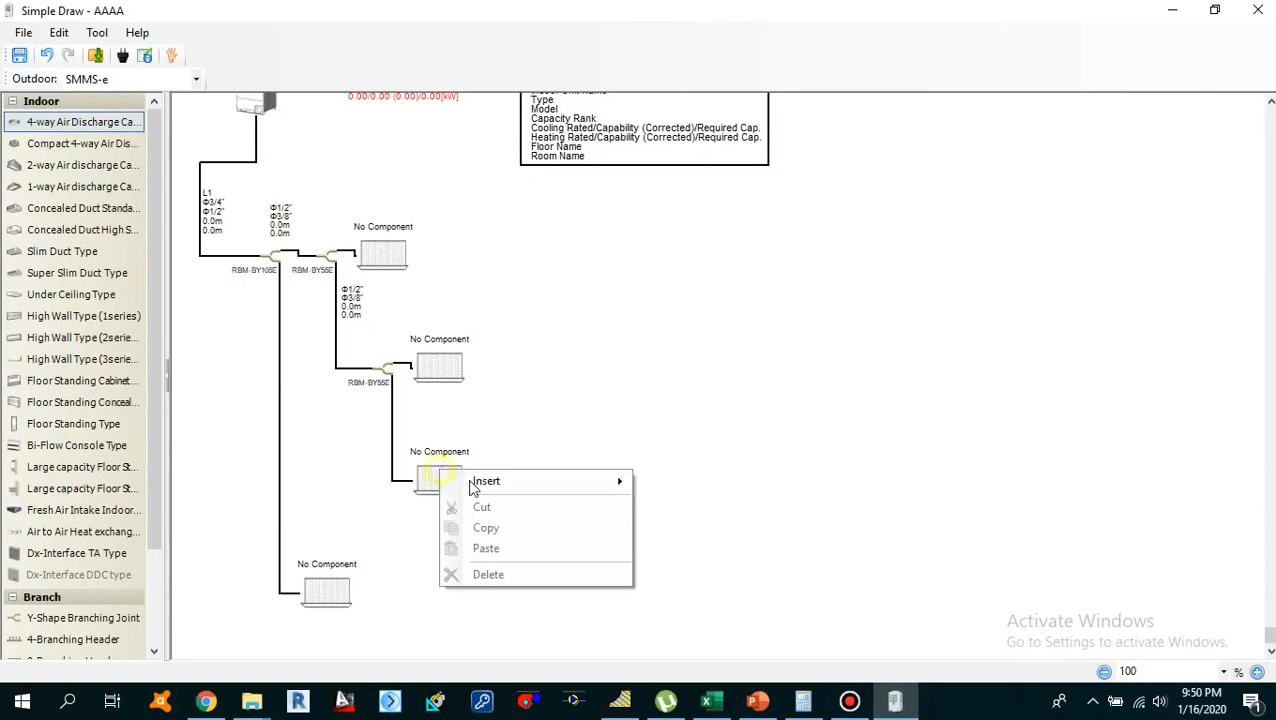 Simple Draw - AAAA
File Edit Tool Help
Outdoor: SMMS-e
Indoor
4-way Air Discharge Ca...
Compact 4-way Air Dis...
2-way Air discharge Ca...
1-way Air discharge Ca...
Concealed Duct Standa...
Concealed Duct High S...
Slim Duct Type
Super Slim Duct Type
Under Ceiling Type
High Wall Type (1series)
High Wall Type (2serie...
High Wall Type (3serie...
Floor Standing Cabinet...
Floor Standing Conceal...
Floor Standing Type
Bi-Flow Console Type
Large capacity Floor St...
Large capacity Floor St...
Fresh Air Intake Indoor...
Air to Air Heat exchang...
Dx-Interface TA Type
Dx-Interface DDC type
Branch
Y-Shape Branching Joint
4-Branching Header
0.00/0.00 (0.00)/0.00[kW]
Type
Model
Capacity Rank
Cooling Rated/Capability (Corrected)/Required Cap.
Heating Rated/Capability (Corrected)/Required Cap.
Floor Name
Room Name
L1
Φ3/4"
Φ1/2"
0.0m
0.0m
Φ1/2"
Φ3/8"
0.0m
0.0m
No Component
RBM-BY105E
RBM-BY55E
Φ1/2"
Φ3/8"
0.0m
0.0m
No Component
RBM-BY55E
No Component
Insert
Cut
Copy
Paste
Delete
No Component
Activate Windows
Go to Settings to activate Windows.
100 %
9:50 PM
1/16/2020